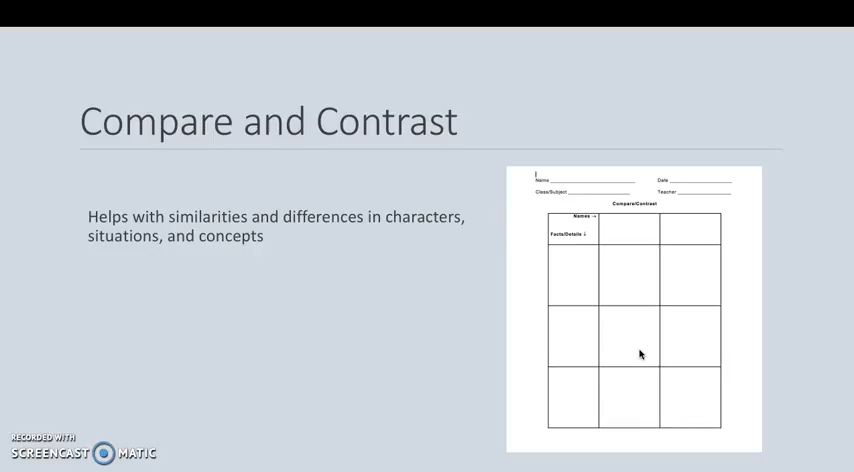 Compare and Contrast
Helps with similarities and differences in characters,
situations, and concepts
Name Date
Class/Subject Teacher
Compare/Contrast
Names →
Facts/Details ↓
RECORDED WITH
SCREENCAST MATIC